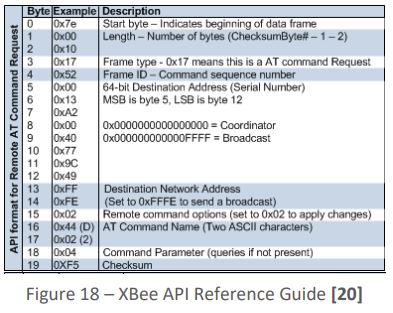 API format for Remote AT Command Request
Byte Example Description
0 0x7e Start byte – Indicates beginning of data frame
1 0x00 Length – Number of bytes (ChecksumByte# – 1 – 2)
2 0x10
3 0x17 Frame type - 0x17 means this is a AT command Request
4 0x52 Frame ID – Command sequence number
5 0x00 64-bit Destination Address (Serial Number)
6 0x13 MSB is byte 5, LSB is byte 12
7 0xA2
8 0x00 0x0000000000000000 = Coordinator
9 0x40 0x000000000000FFFF = Broadcast
10 0x77
11 0x9C
12 0x49
13 0xFF Destination Network Address
14 0xFE (Set to 0xFFFE to send a broadcast)
15 0x02 Remote command options (set to 0x02 to apply changes)
16 0x44 (D) AT Command Name (Two ASCII characters)
17 0x02 (2)
18 0x04 Command Parameter (queries if not present)
19 0XF5 Checksum
Figure 18 – XBee API Reference Guide [20]